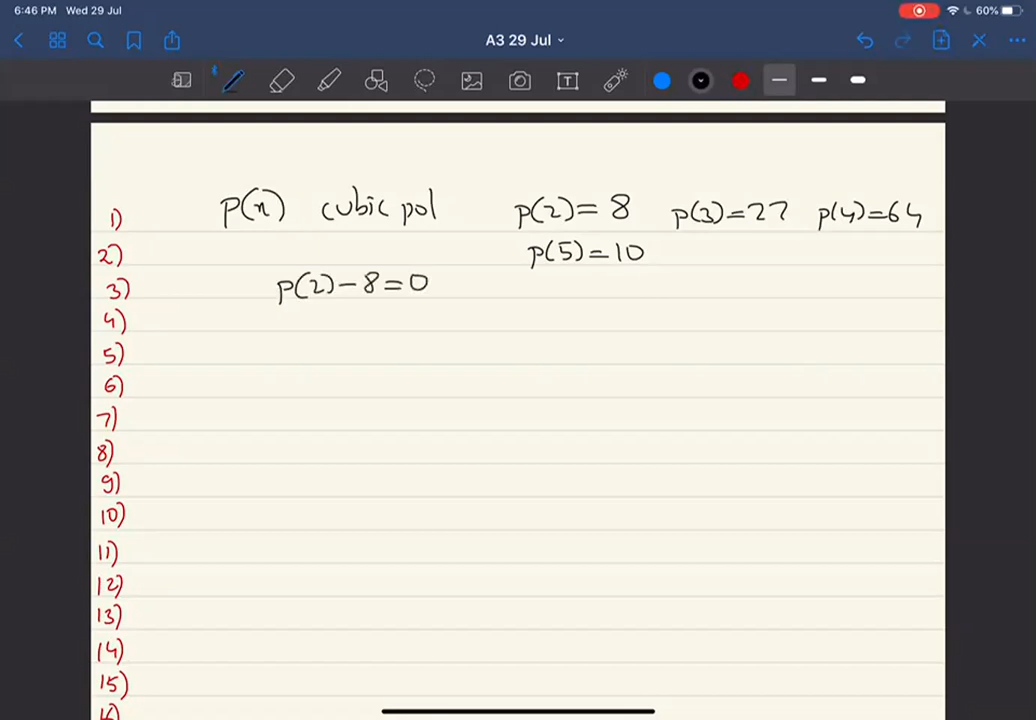 6:46 PM Wed 29 Jul 60%
A3 29 Jul
T
1) p(x) cubic pol p(2)=8 p(3)=27 p(4)=64
2) p(5)=10
3) p(2)-8=0
4)
5)
6)
7)
8)
9)
10)
11)
12)
13)
14)
15)